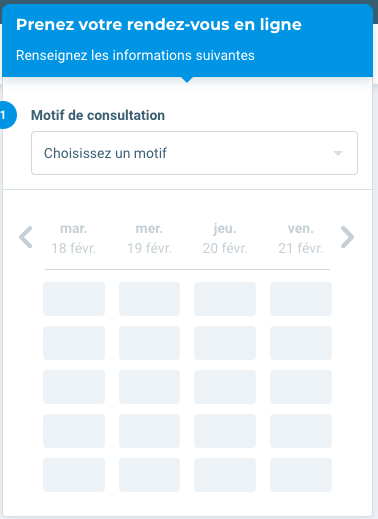 Prenez votre rendez-vous en ligne
Renseignez les informations suivantes
1
Motif de consultation
Choisissez un motif
mar. mer. jeu. ven.
18 févr. 19 févr. 20 févr. 21 févr.